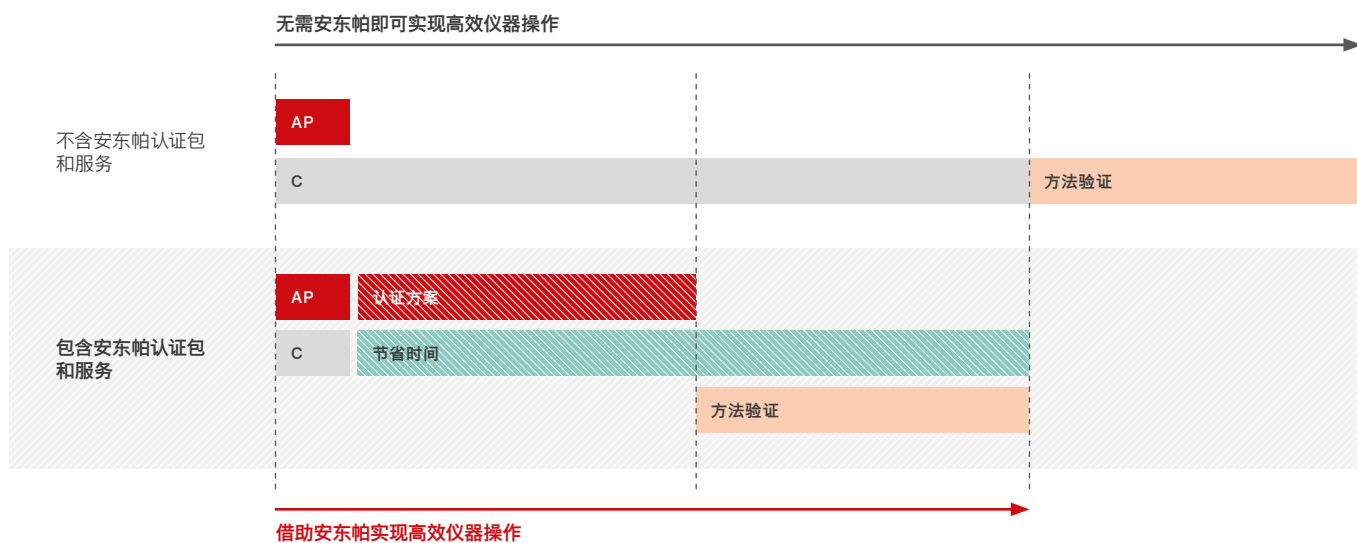 无需安东帕即可实现高效仪器操作
AP
不含安东帕认证包
和服务
C
方法验证
AP
认证方案
包含安东帕认证包
和服务
C
节省时间
方法验证
借助安东帕实现高效仪器操作